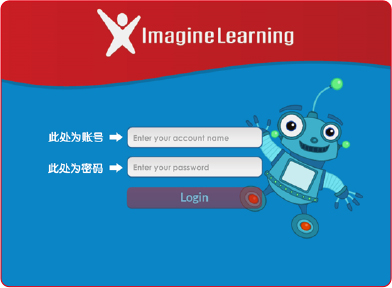 Imagine Learning
此处为账号 Enter your account name
此处为密码 Enter your password
Login